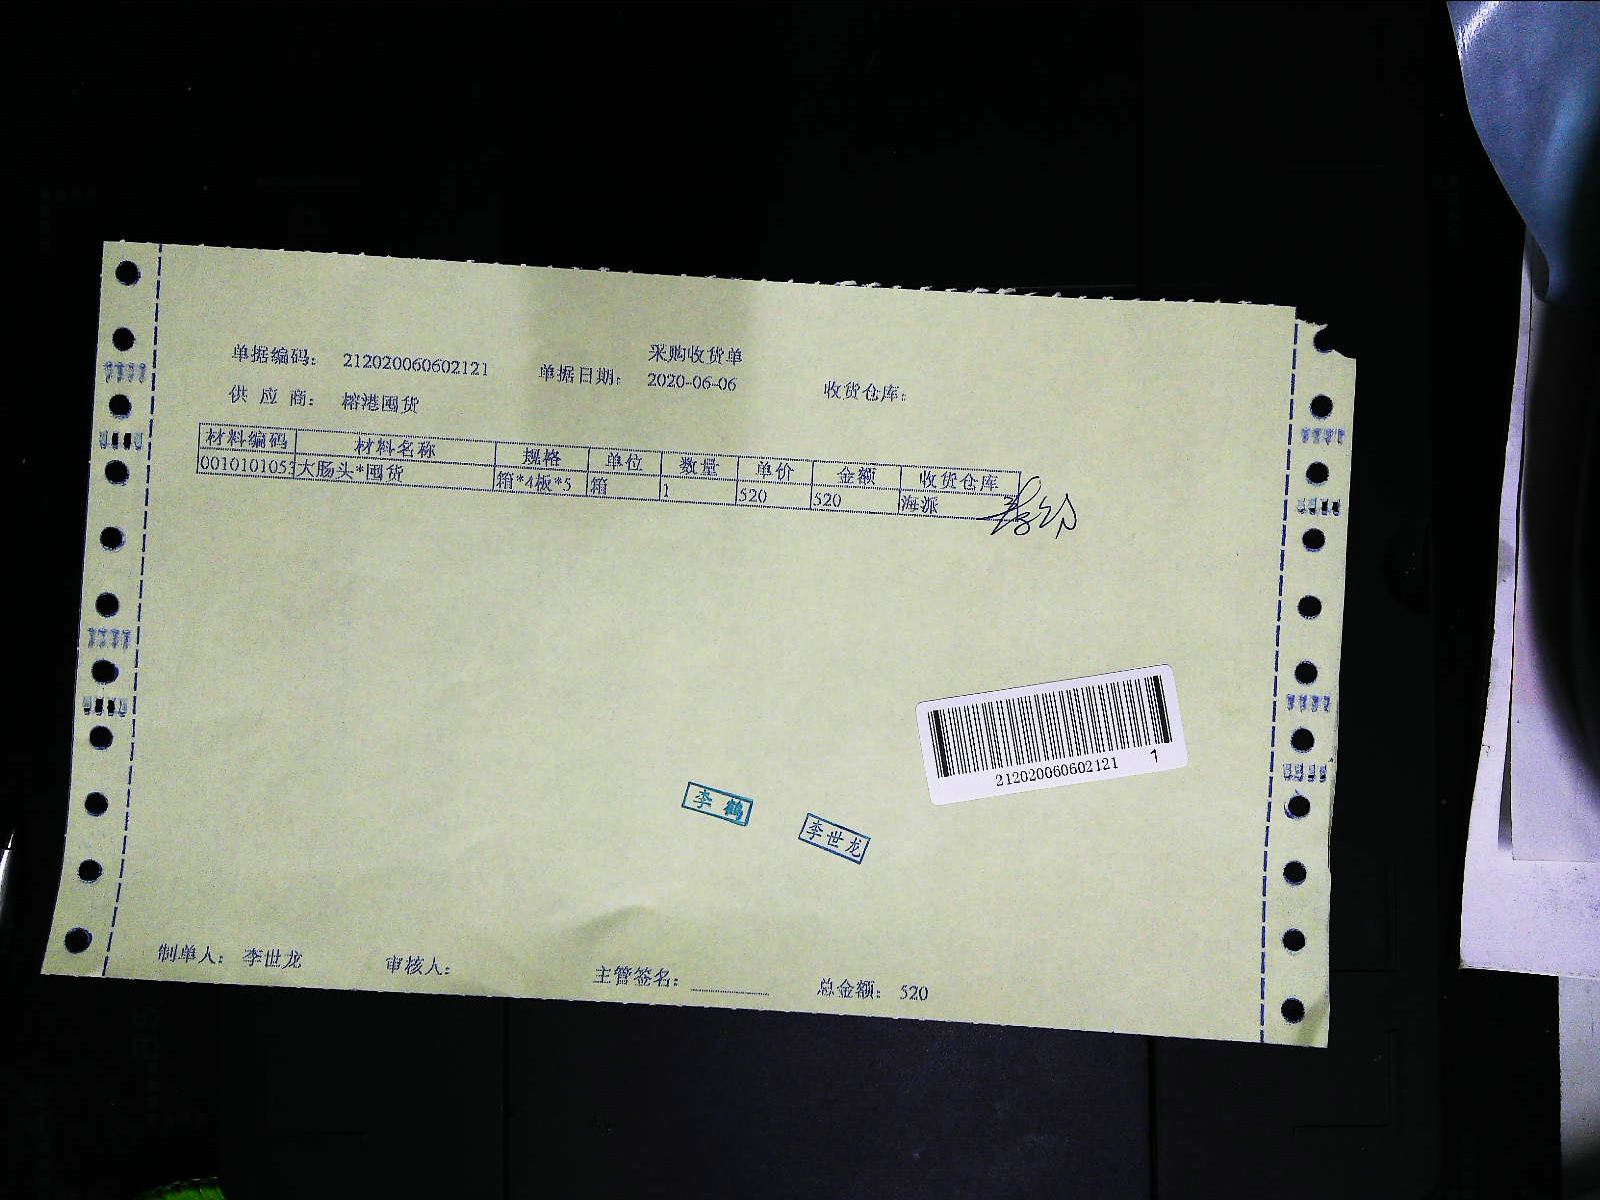 采购收货单
单据编码： 212020060602121 单据日期： 2020-06-06 收货仓库：
供 应 商： 榕港囤货
材料编码 材料名称 规格 单位 数量 单价 金额 收货仓库
0010101053 大肠头*囤货 箱*4板*5 箱 1 520 520 海派
212020060602121 1
李鹤
李世龙
制单人： 李世龙 审核人： 主管签名： 总金额： 520